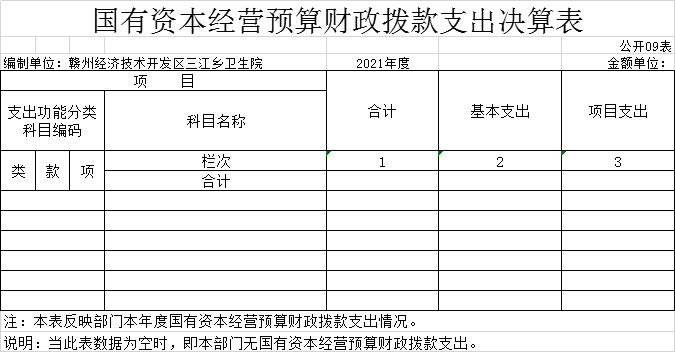 国有资本经营预算财政拨款支出决算表
公开09表
编制单位：赣州经济技术开发区三江乡卫生院 2021年度 金额单位：
项 目 合计 基本支出 项目支出
支出功能分类科目编码 科目名称
类 款 项 栏次 1 2 3
合计
注：本表反映部门本年度国有资本经营预算财政拨款支出情况。
说明：当此表数据为空时，即本部门无国有资本经营预算财政拨款支出。